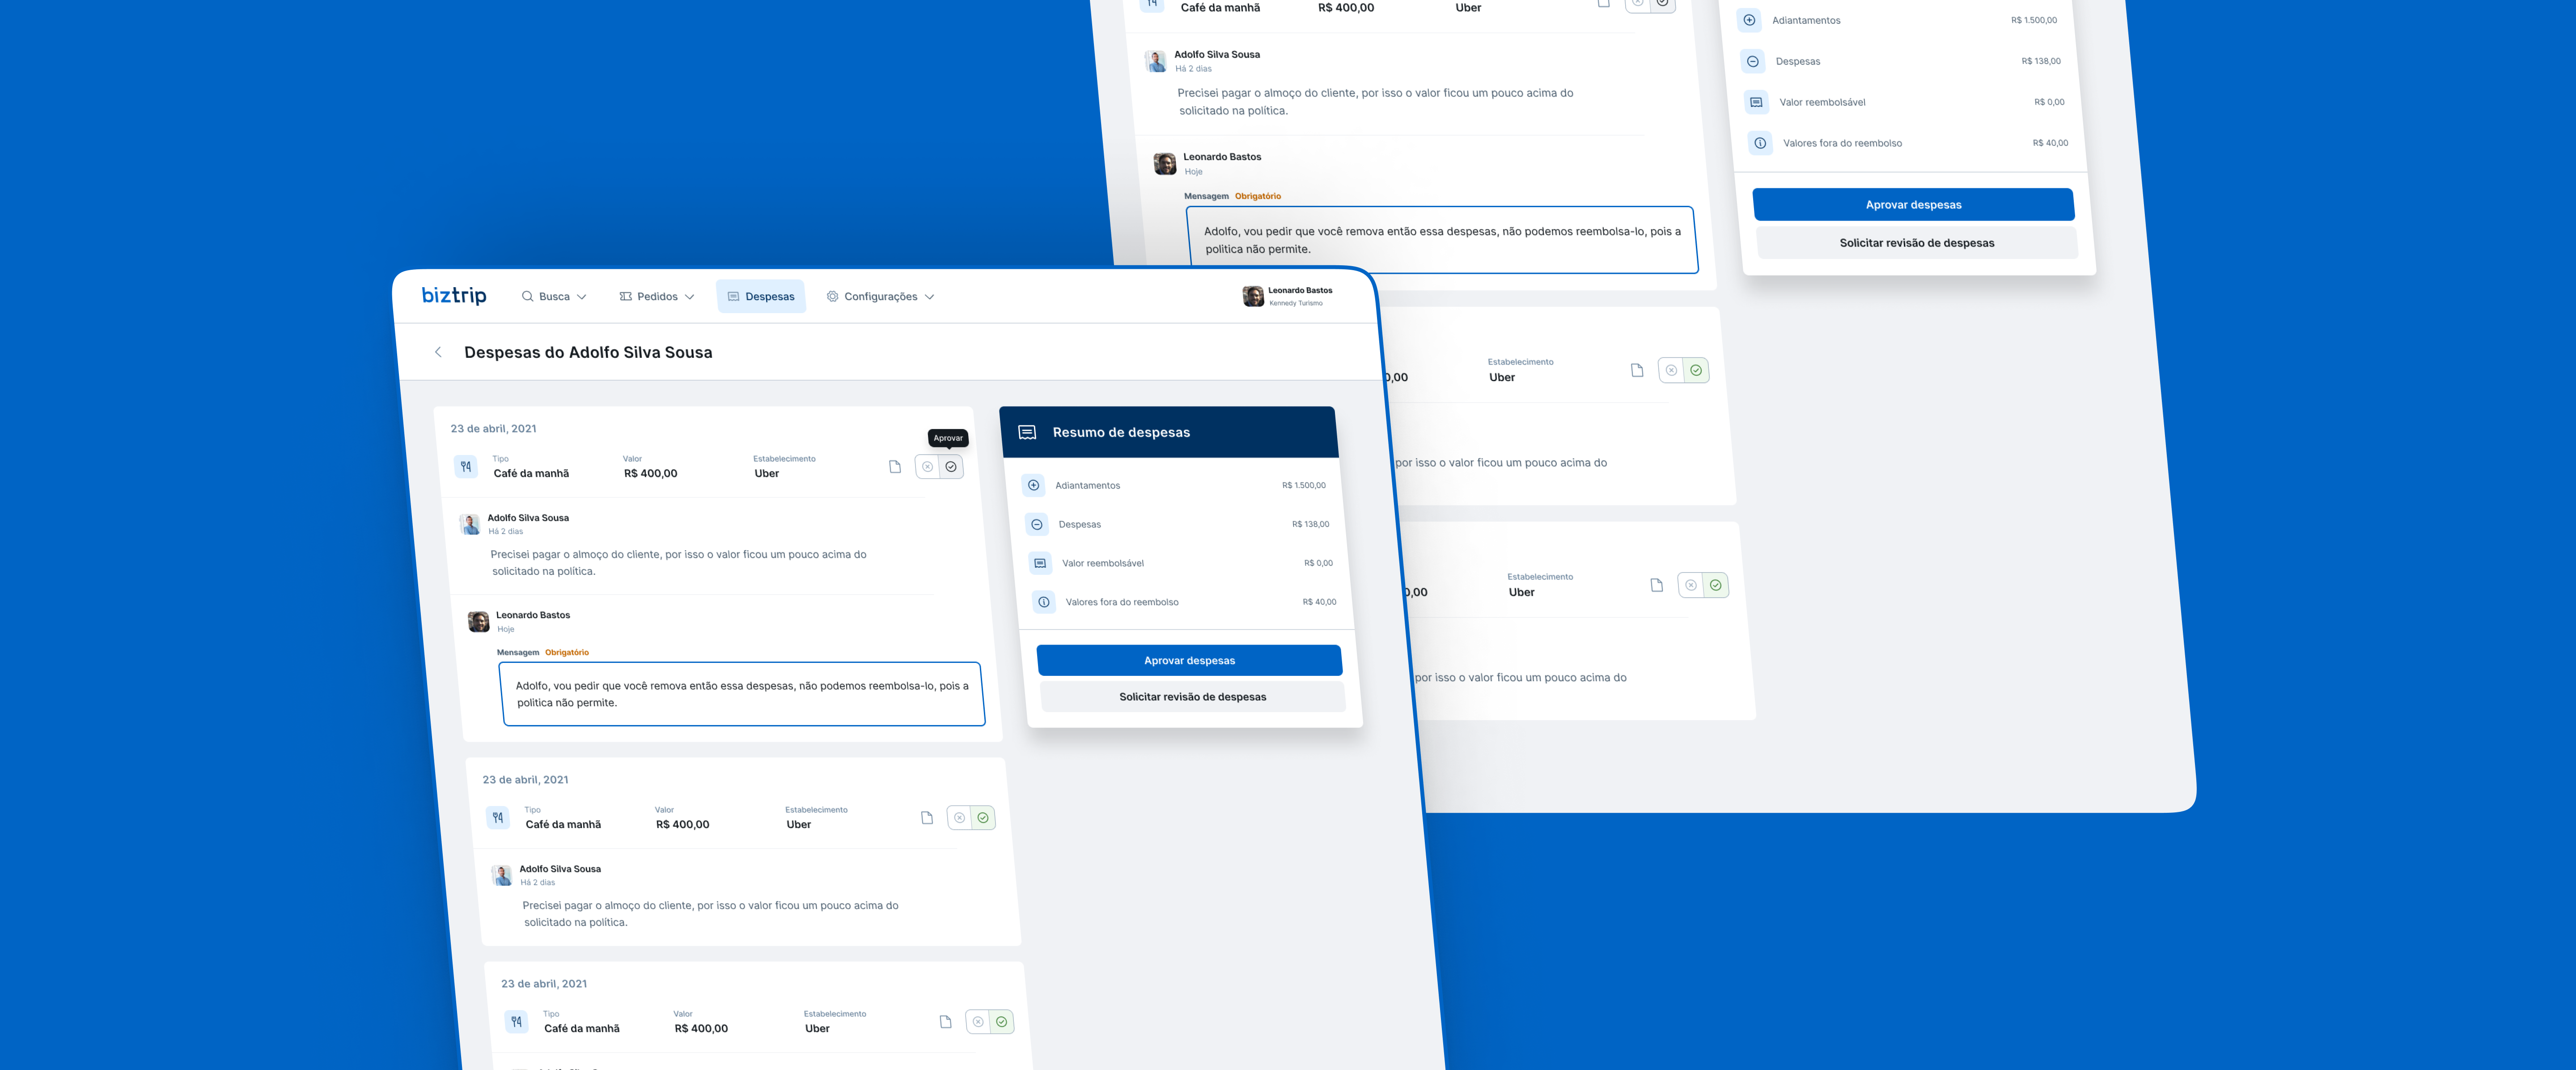 Café da manhã
R$ 400,00
Uber
Adolfo Silva Sousa
Há 2 dias
Precisei pagar o almoço do cliente, por isso o valor ficou um pouco acima do
solicitado na política.
Leonardo Bastos
Hoje
Mensagem Obrigatório
Adolfo, vou pedir que você remova então essa despesas, não podemos reembolsa-lo, pois a
politica não permite.
Adiantamentos
R$ 1.500,00
Despesas
R$ 138,00
Valor reembolsável
R$ 0,00
Valores fora do reembolso
R$ 40,00
Aprovar despesas
Solicitar revisão de despesas
biztrip
Busca
Pedidos
Despesas
Configurações
Leonardo Bastos
Kennedy Turismo
Despesas do Adolfo Silva Sousa
23 de abril, 2021
Aprovar
Tipo
Valor
Estabelecimento
Café da manhã
R$ 400,00
Uber
Adolfo Silva Sousa
Há 2 dias
Precisei pagar o almoço do cliente, por isso o valor ficou um pouco acima do
solicitado na política.
Leonardo Bastos
Hoje
Mensagem Obrigatório
Adolfo, vou pedir que você remova então essa despesas, não podemos reembolsa-lo, pois a
politica não permite.
Resumo de despesas
Adiantamentos
R$ 1.500,00
Despesas
R$ 138,00
Valor reembolsável
R$ 0,00
Valores fora do reembolso
R$ 40,00
Aprovar despesas
Solicitar revisão de despesas
23 de abril, 2021
Tipo
Valor
Estabelecimento
Café da manhã
R$ 400,00
Uber
Adolfo Silva Sousa
Há 2 dias
Precisei pagar o almoço do cliente, por isso o valor ficou um pouco acima do
solicitado na política.
23 de abril, 2021
Tipo
Valor
Estabelecimento
Café da manhã
R$ 400,00
Uber
Estabelecimento
0,00
Uber
por isso o valor ficou um pouco acima do
Estabelecimento
0,00
Uber
por isso o valor ficou um pouco acima do